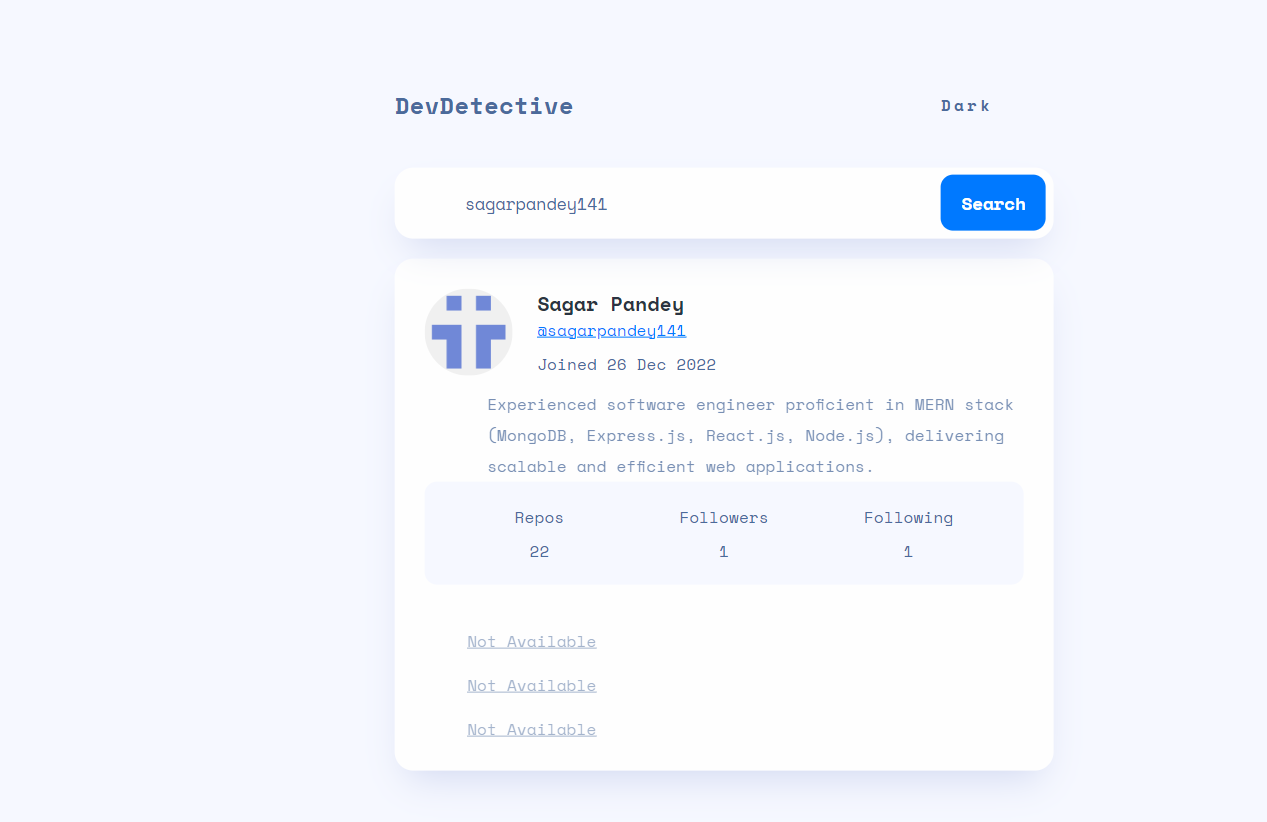 DevDetective
Dark
sagarpandey141
Search
Sagar Pandey
@sagarpandey141
Joined 26 Dec 2022
Experienced software engineer proficient in MERN stack
(MongoDB, Express.js, React.js, Node.js), delivering
scalable and efficient web applications.
Repos Followers Following
22 1 1
Not Available
Not Available
Not Available